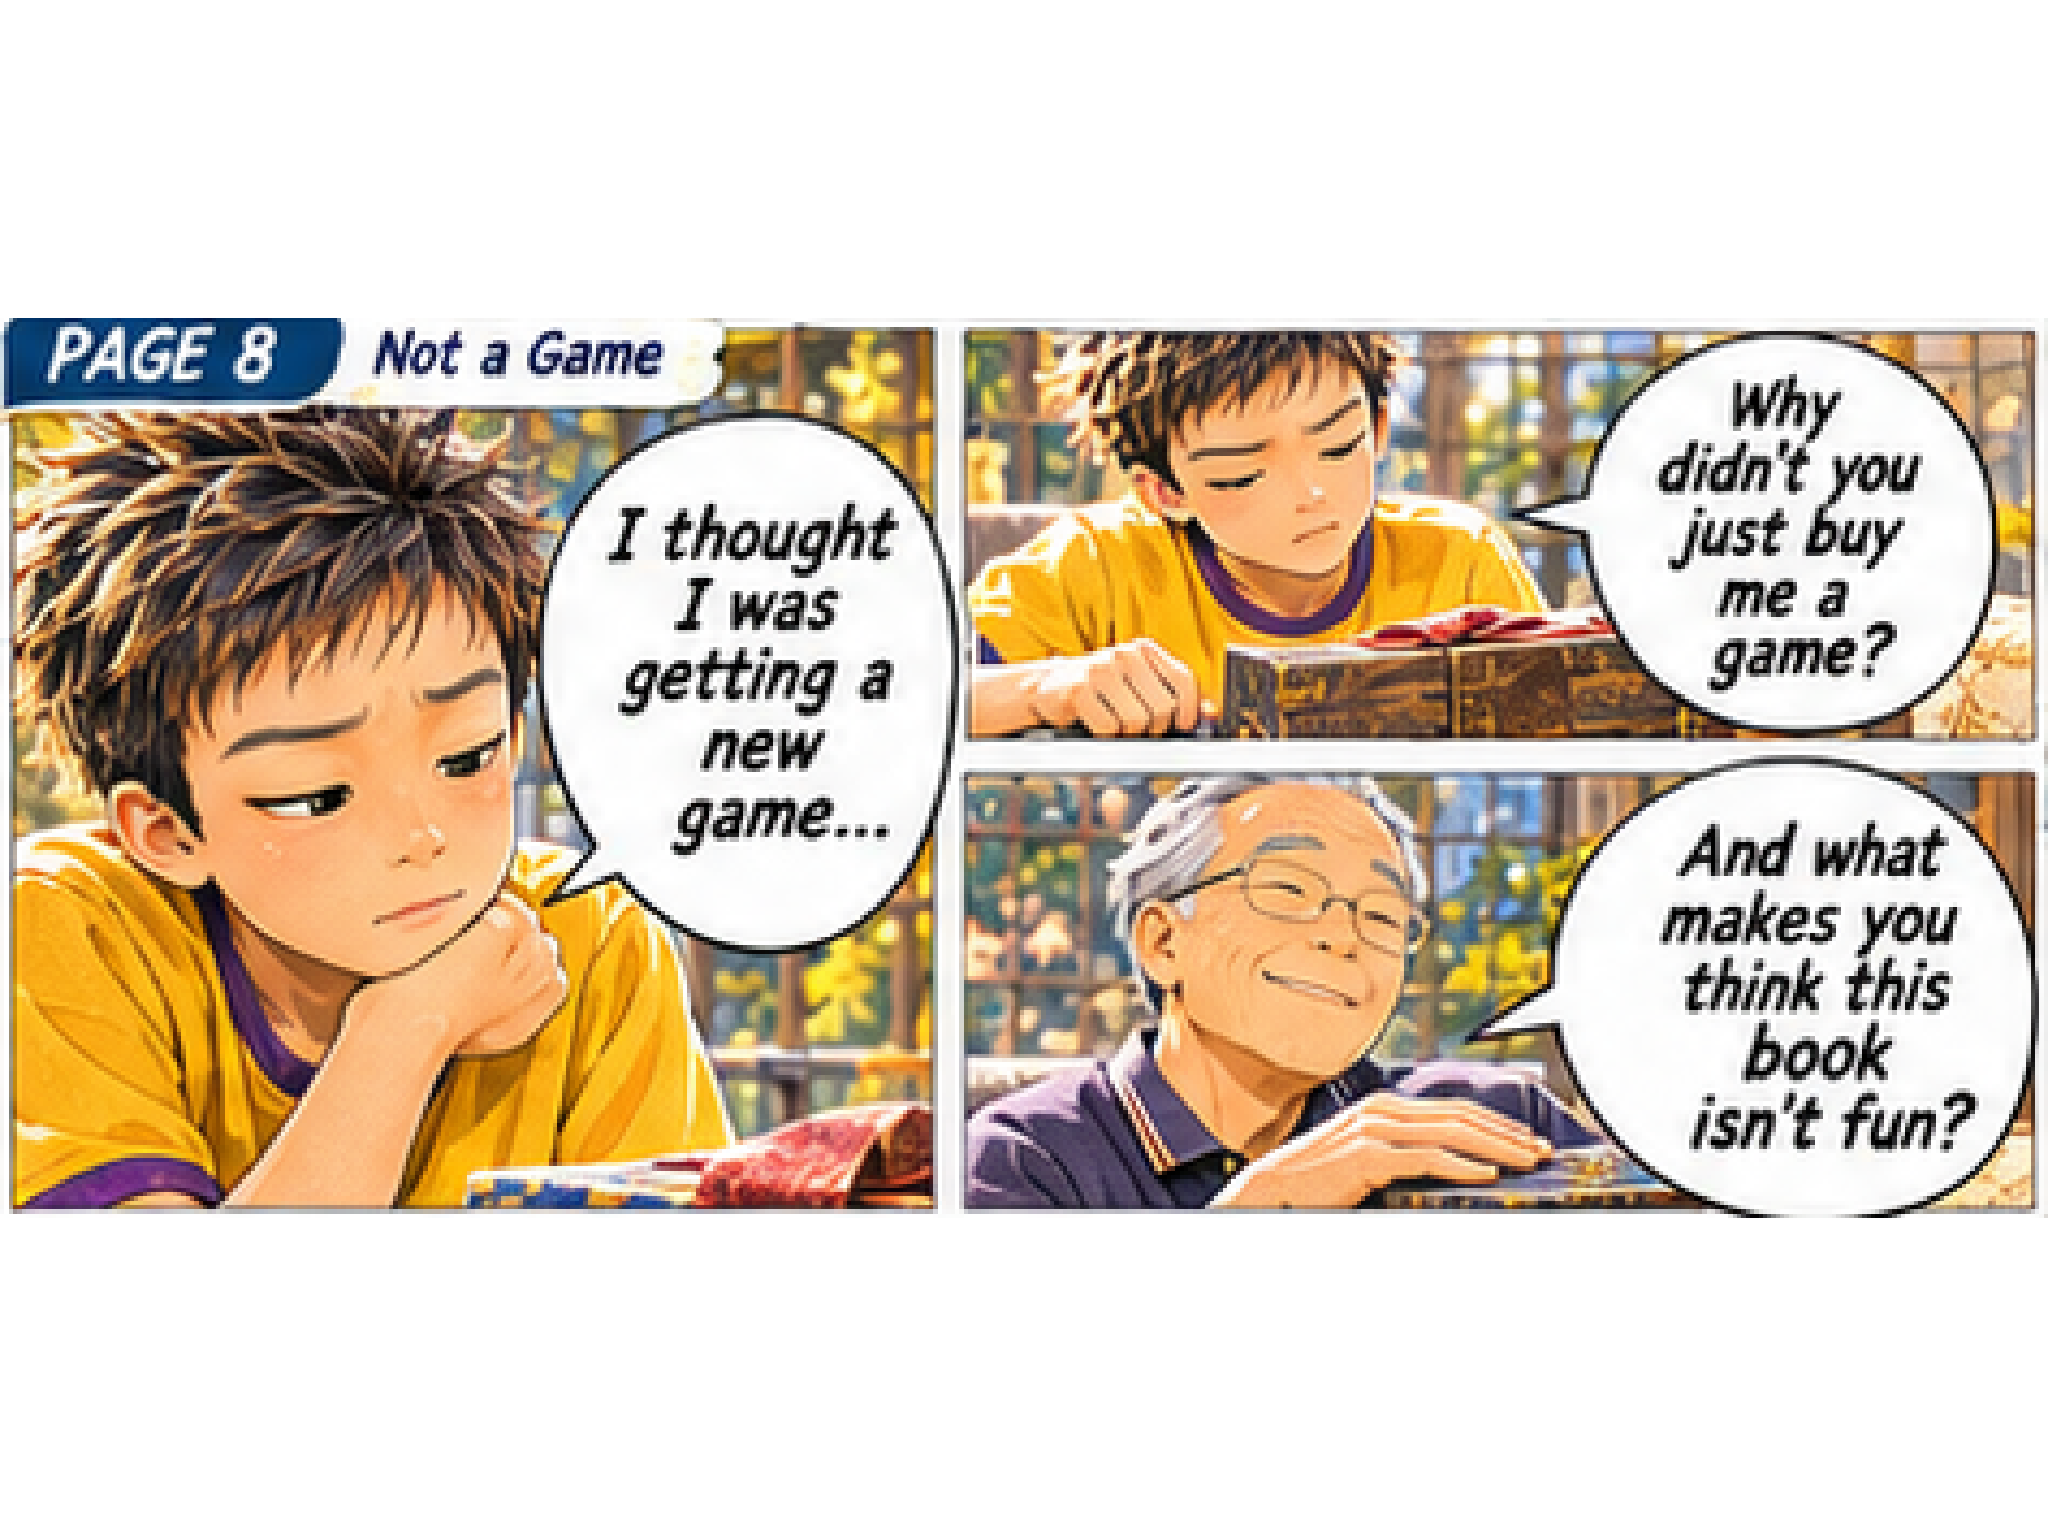 PAGE 8
Not a Game
I thought
I was
getting a
new
game...
Why
didn't you
just buy
me a
game?
And what
makes you
think this
book
isn't fun?